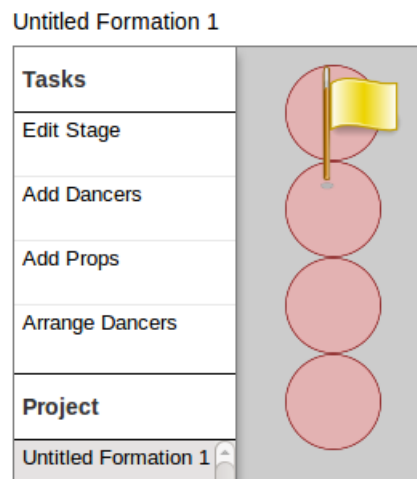 Untitled Formation 1
Tasks
Edit Stage
Add Dancers
Add Props
Arrange Dancers
Project
Untitled Formation 1